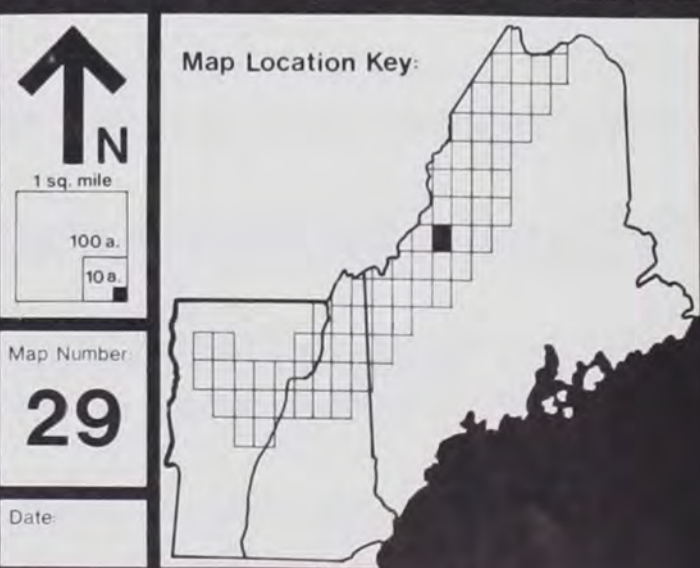 N
1 sq. mile
100 a.
10 a.
Map Number:
29
Date:
Map Location Key: